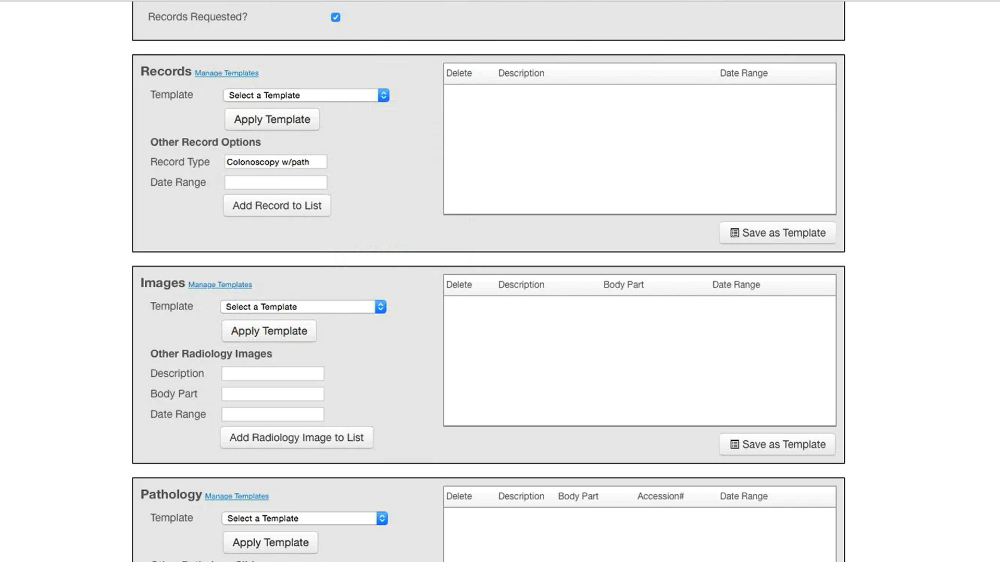 Records Requested?
Records Manage Templates
Delete Description Date Range
Template Select a Template
Apply Template
Other Record Options
Record Type Colonoscopy w/path
Date Range
Add Record to List
Save as Template
Images Manage Templates
Delete Description Body Part Date Range
Template Select a Template
Apply Template
Other Radiology Images
Description
Body Part
Date Range
Add Radiology Image to List
Save as Template
Pathology Manage Templates
Delete Description Body Part Accession# Date Range
Template Select a Template
Apply Template